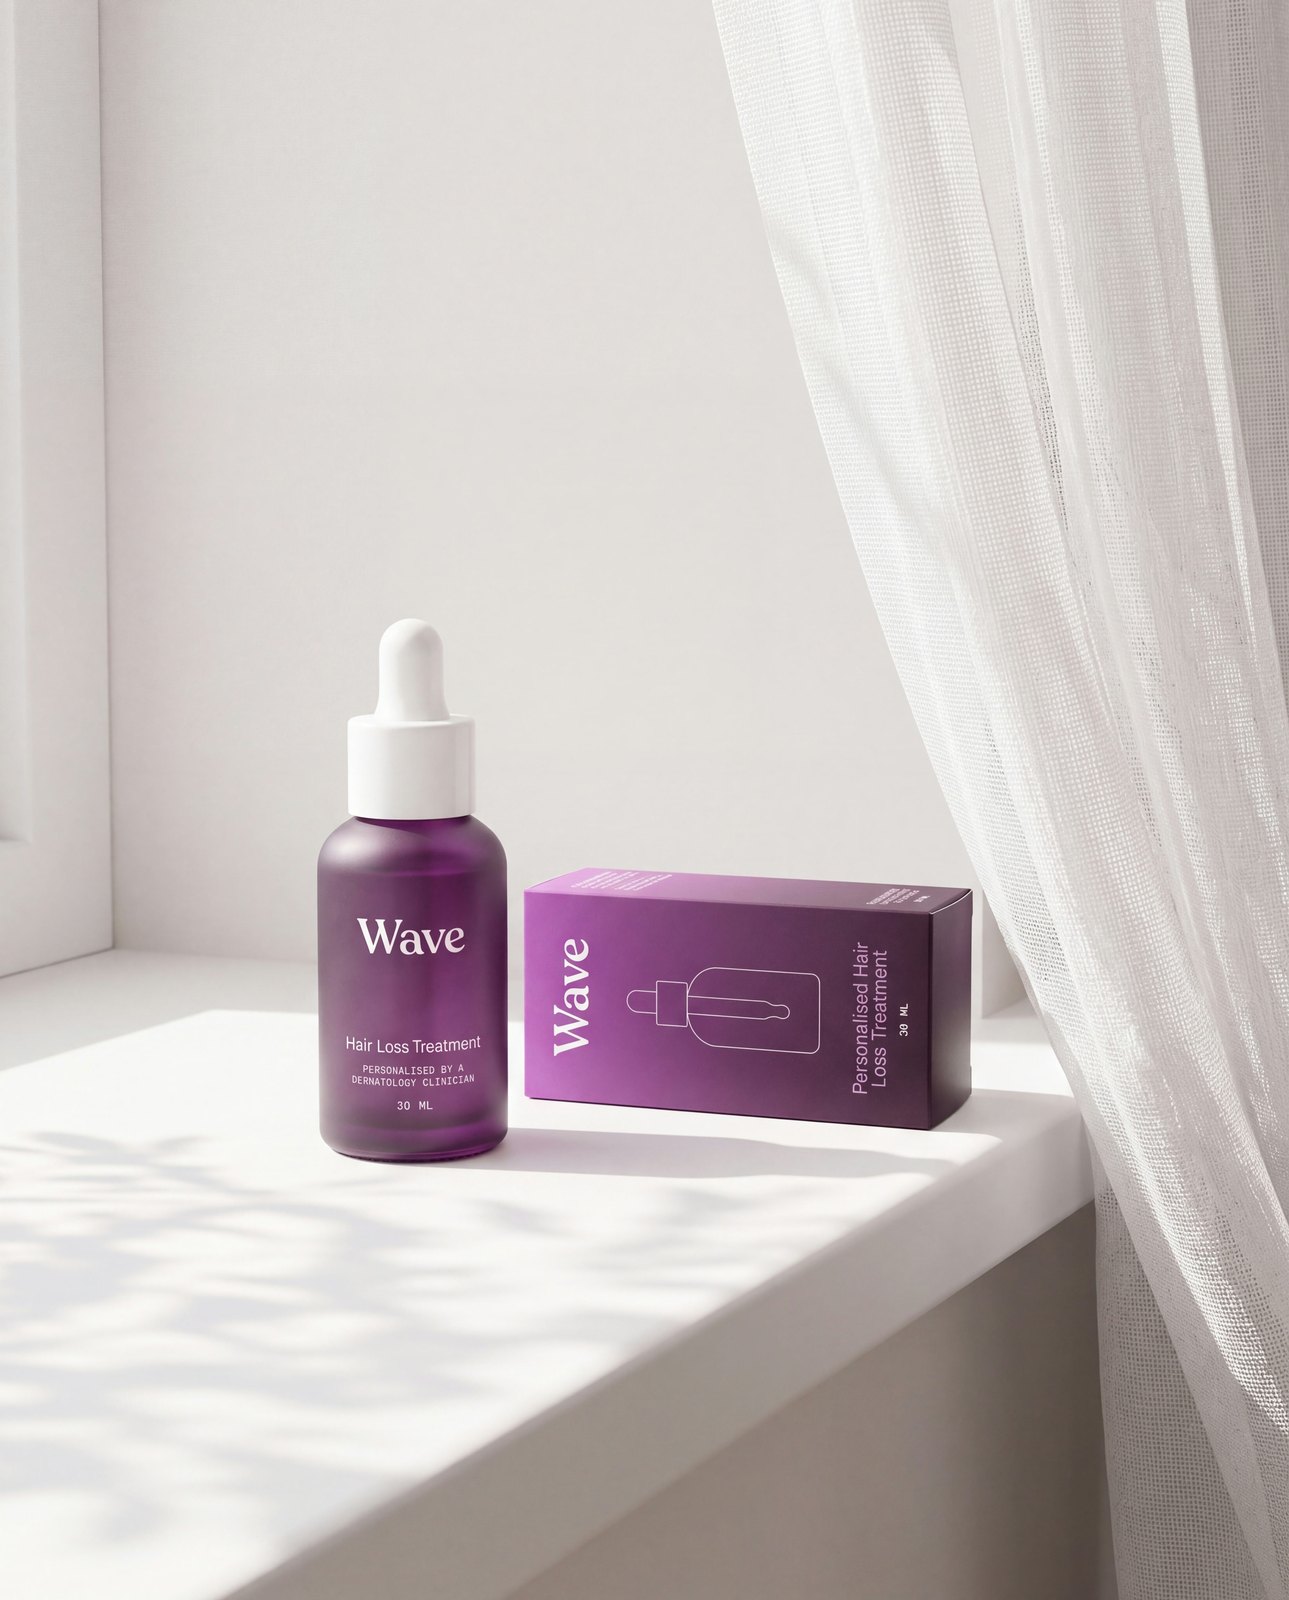 Wave
Hair Loss Treatment
PERSONALISED BY A
DERMATOLOGY CLINICIAN
30 ML
Wave
Personalised Hair
Loss Treatment
30 ML